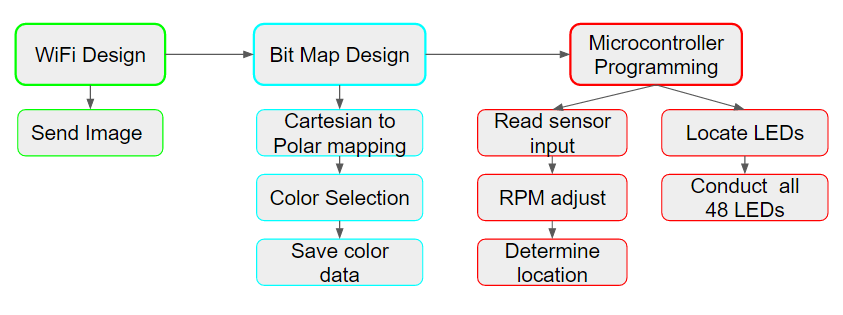 WiFi Design
Bit Map Design
Microcontroller
Programming
Send Image
Cartesian to
Polar mapping
Read sensor
input
Locate LEDs
Color Selection
RPM adjust
Conduct  all
48 LEDs
Save color
data
Determine
location